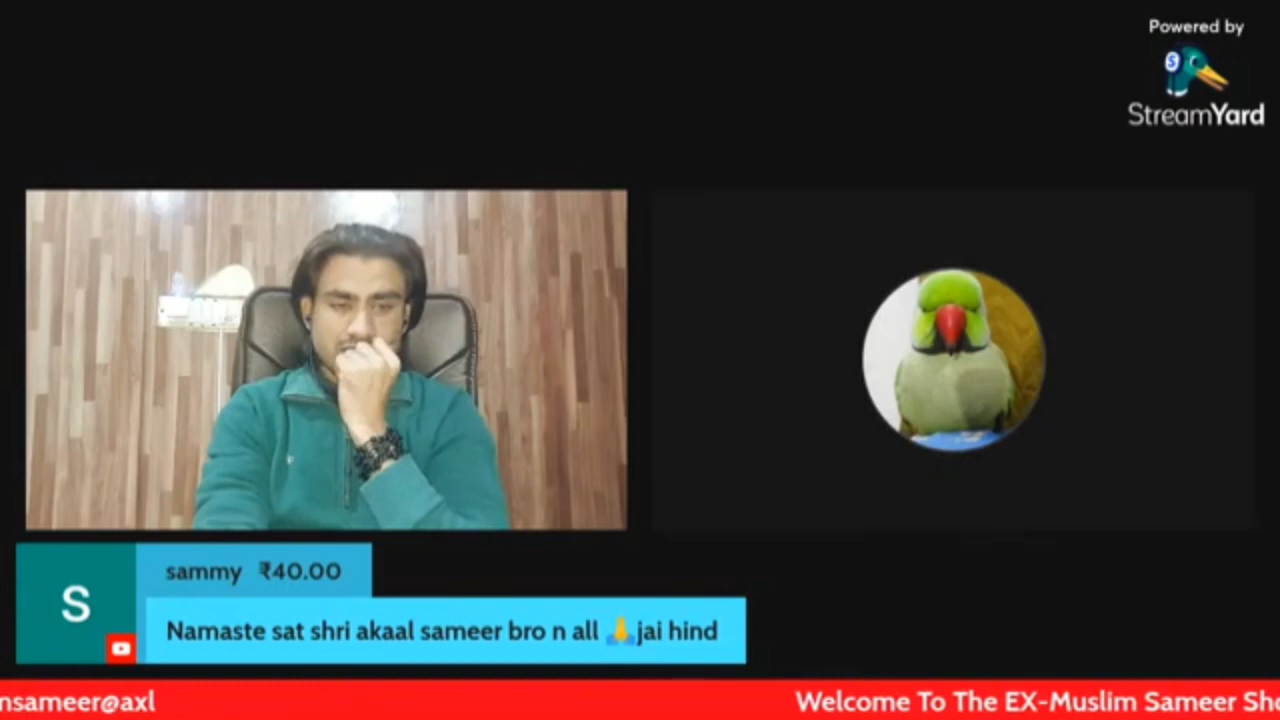 Powered by
StreamYard
S
sammy ₹40.00
Namaste sat shri akaal sameer bro n all 🙏 jai hind
nsameer@axl
Welcome To The EX-Muslim Sameer Sho